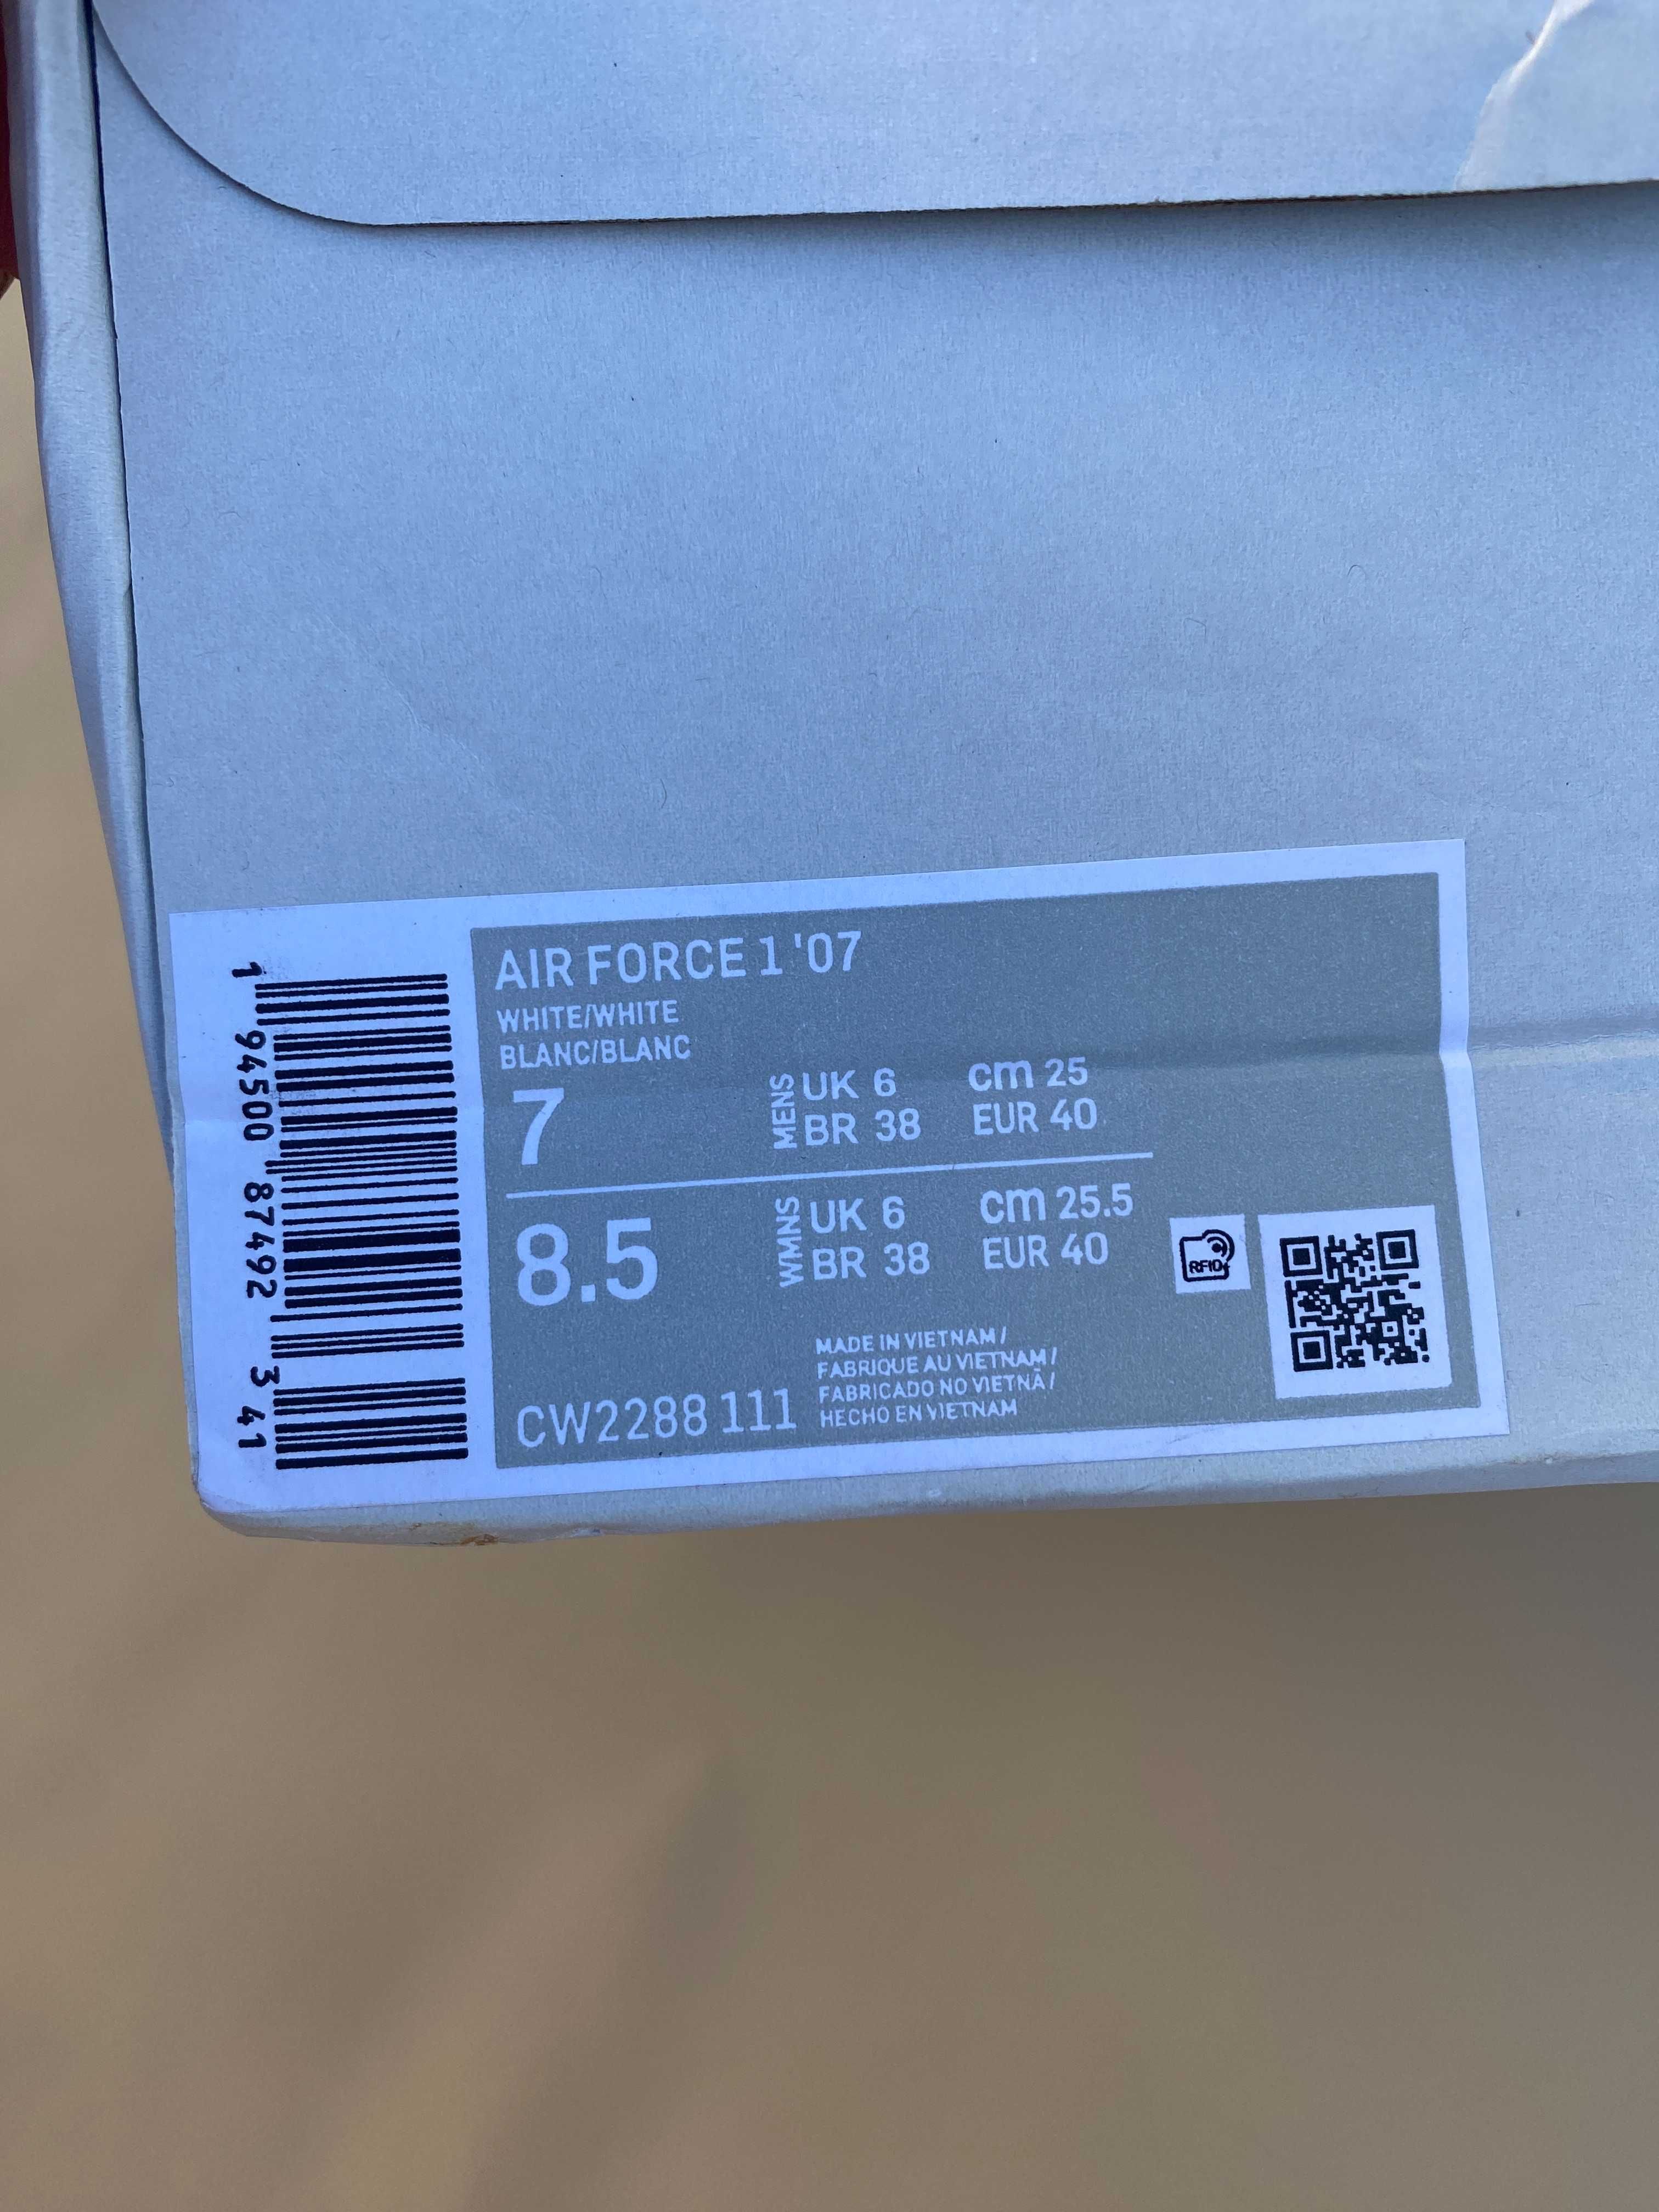 AIR FORCE 1 '07
WHITE/WHITE
BLANC/BLANC
7 MENS UK 6 cm 25
BR 38 EUR 40
8.5 WMNS UK 6 cm 25.5
BR 38 EUR 40
RFID
MADE IN VIETNAM/
FABRIQUE AU VIETNAM/
FABRICADO NO VIETNÃ/
HECHO EN VIETNAM
CW2288 111
1 94500 87492 3 41